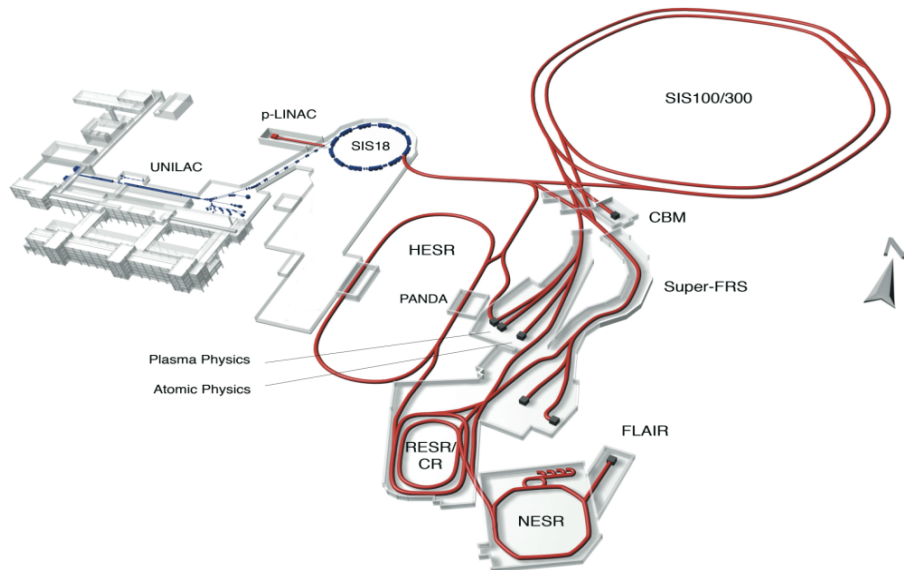 SIS100/300
p-LINAC
SIS18
UNILAC
CBM
HESR
Super-FRS
PANDA
Plasma Physics
Atomic Physics
FLAIR
RESR/
CR
NESR